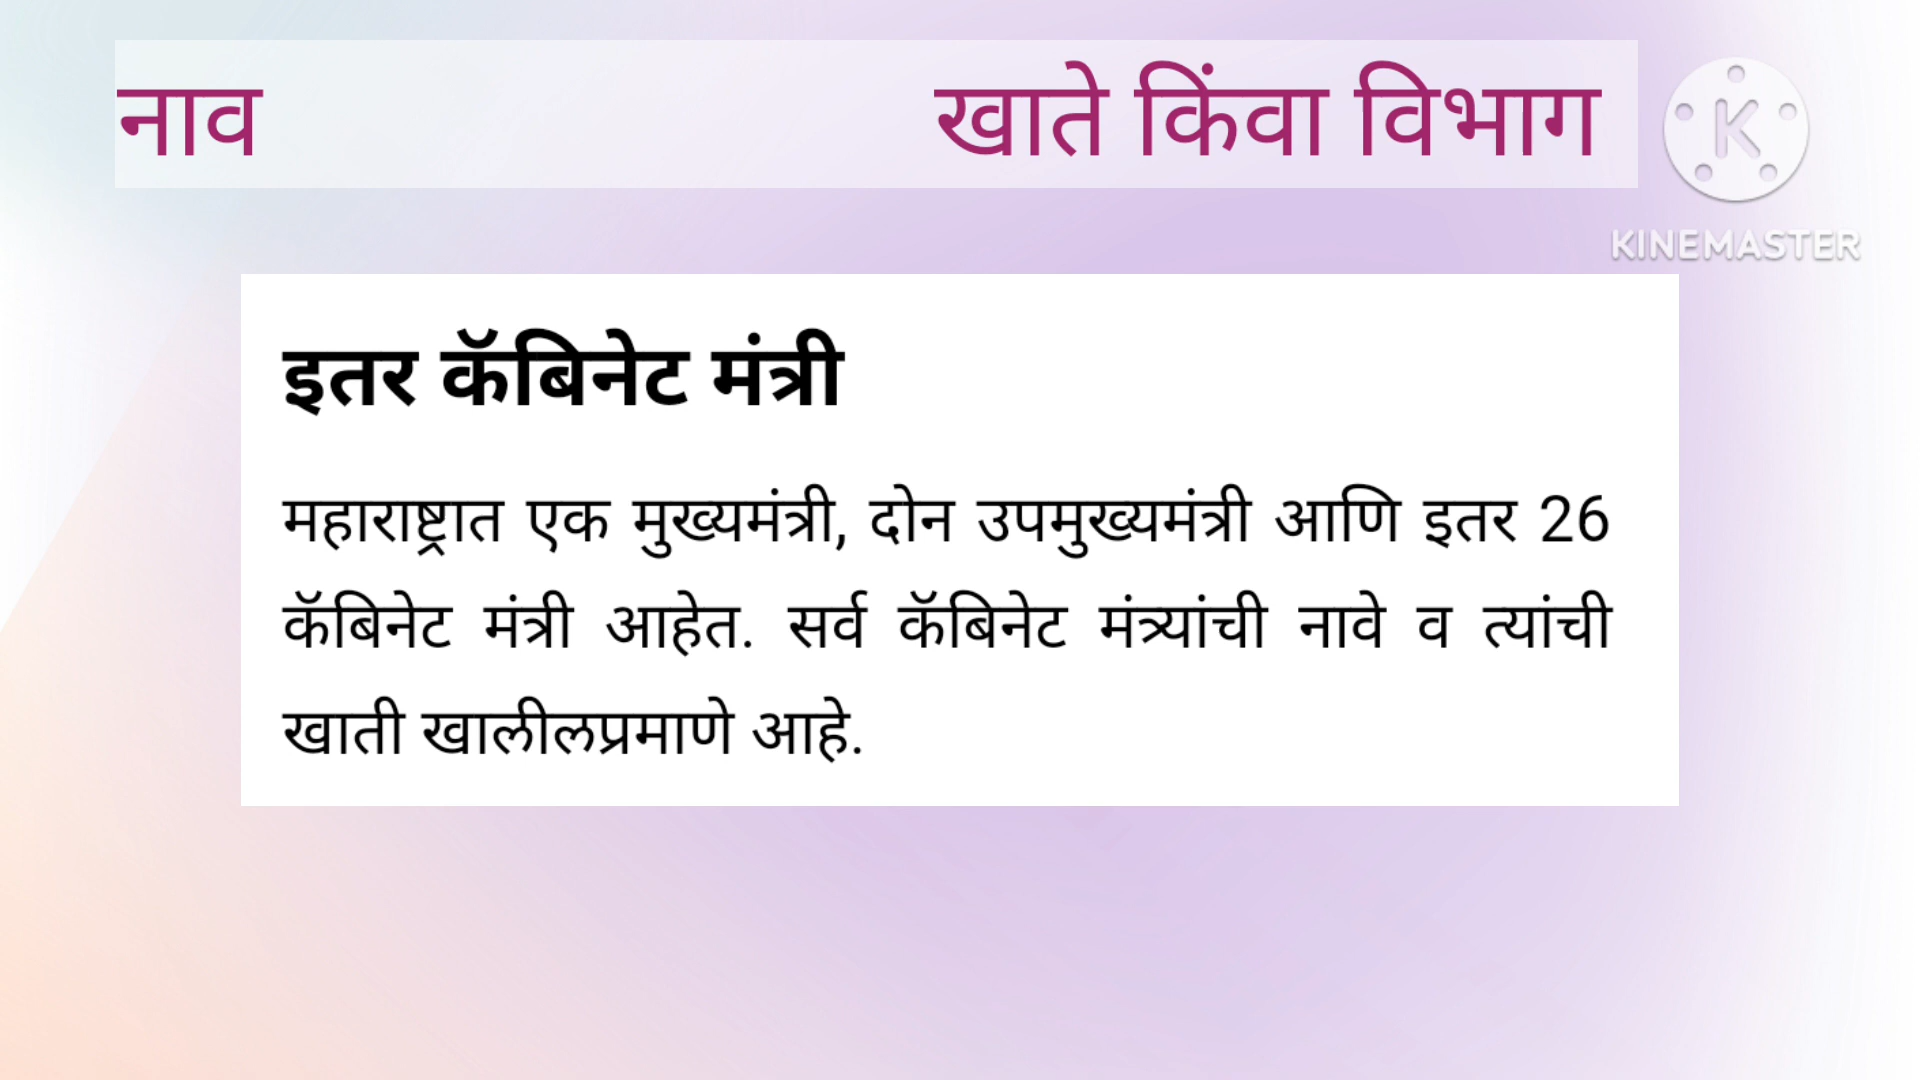 नाव खाते किंवा विभाग
K
KINEMASTER
इतर कॅबिनेट मंत्री
महाराष्ट्रात एक मुख्यमंत्री, दोन उपमुख्यमंत्री आणि इतर 26
कॅबिनेट मंत्री आहेत. सर्व कॅबिनेट मंत्र्यांची नावे व त्यांची
खाती खालीलप्रमाणे आहे.